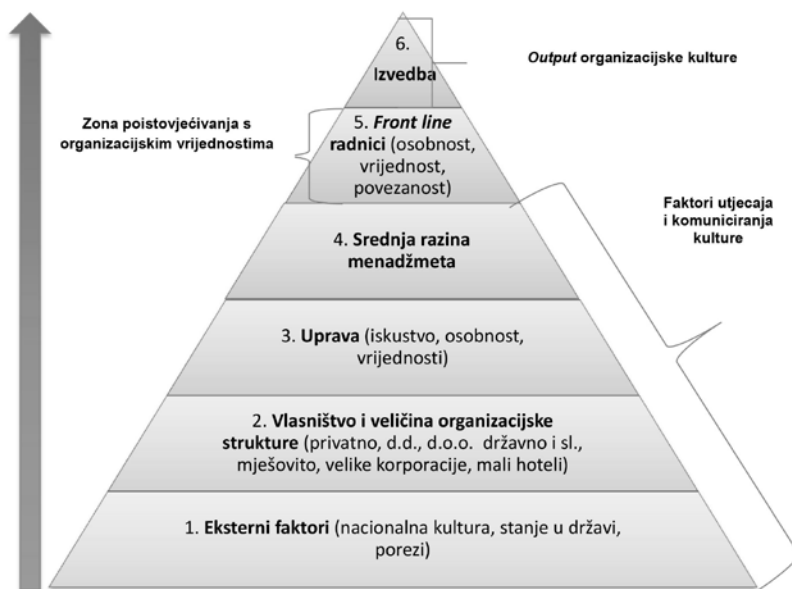 6.
Izvedba
Output organizacijske kulture
Zona poistovjećivanja s
organizacijskim vrijednostima
5. Front line
radnici (osobnost,
vrijednost,
povezanost)
Faktori utjecaja
i komuniciranja
kulture
4. Srednja razina
menadžmeta
3. Uprava (iskustvo, osobnost,
vrijednosti)
2. Vlasništvo i veličina organizacijske
strukture (privatno, d.d., d.o.o. državno i sl.,
mješovito, velike korporacije, mali hoteli)
1. Eksterni faktori (nacionalna kultura, stanje u državi,
porezi)